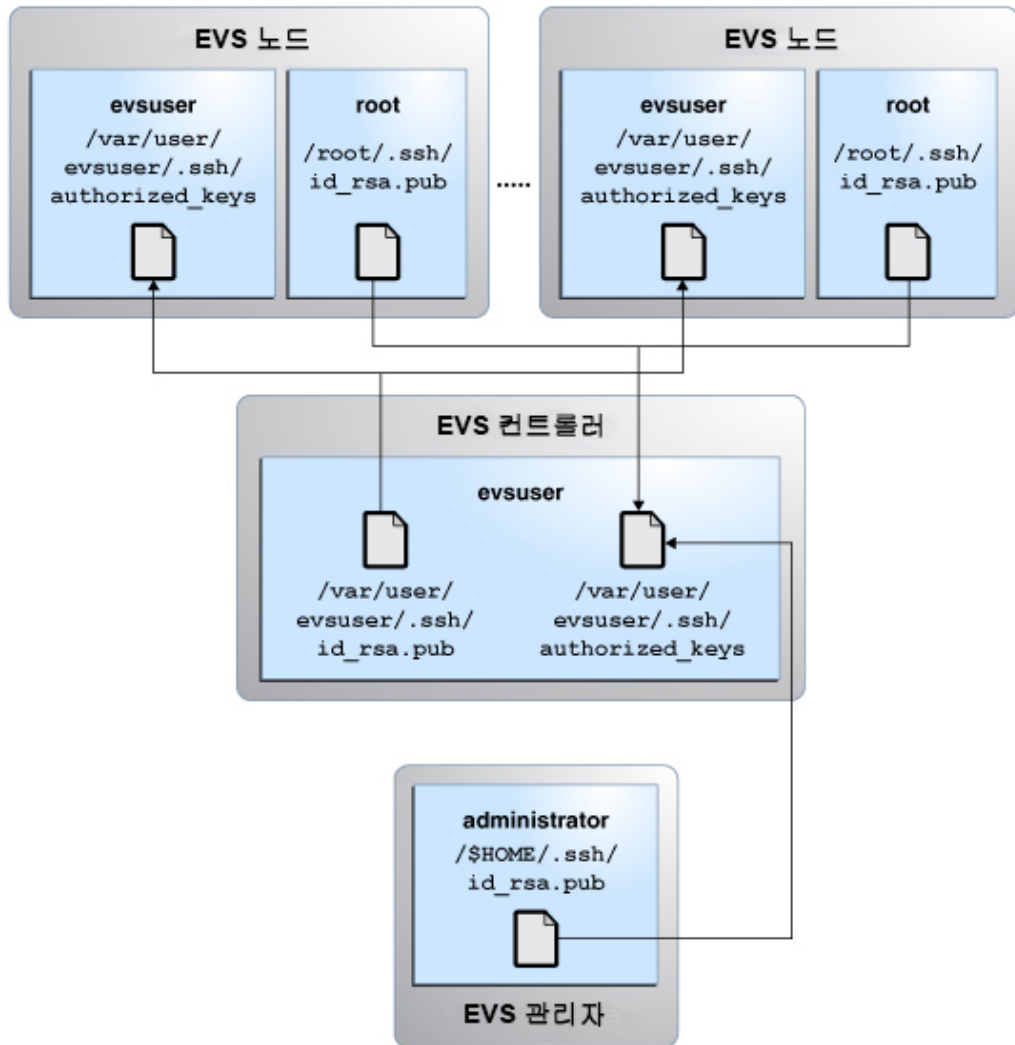 EVS 노드
evsuser
/var/user/
evsuser/.ssh/
authorized_keys
root
/root/.ssh/
id_rsa.pub
.....
EVS 노드
evsuser
/var/user/
evsuser/.ssh/
authorized_keys
root
/root/.ssh/
id_rsa.pub
EVS 컨트롤러
evsuser
/var/user/
evsuser/.ssh/
id_rsa.pub
/var/user/
evsuser/.ssh/
authorized_keys
administrator
/$HOME/.ssh/
id_rsa.pub
EVS 관리자